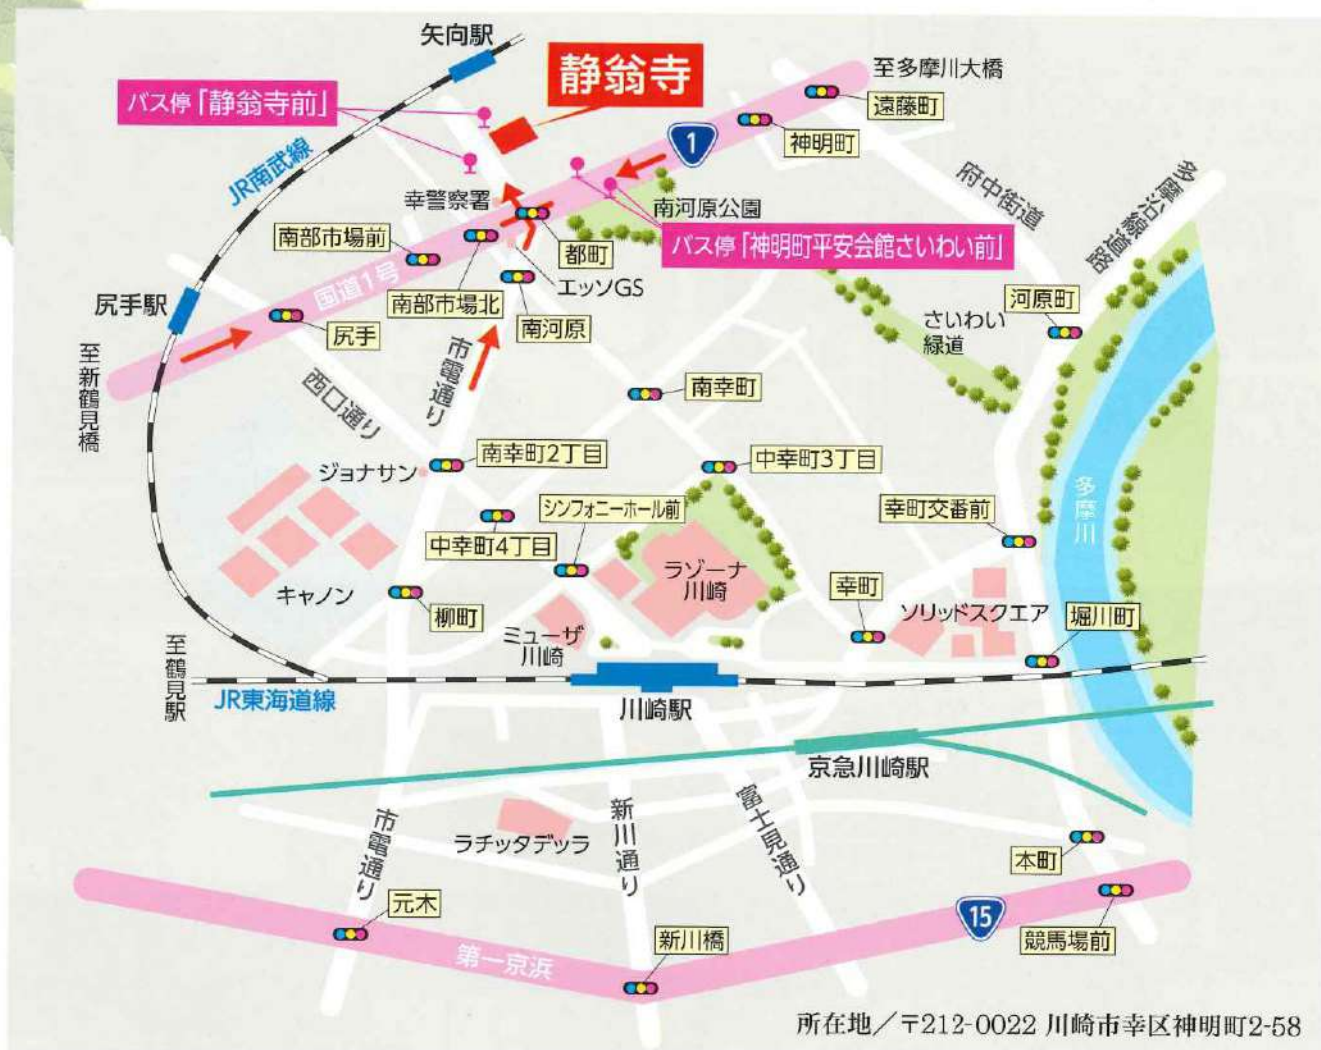 矢向駅
静翁寺
至多摩川大橋
バス停「静翁寺前」
遠藤町
神明町
1
JR南武線
府中街道
多摩沿線道路
幸警察署
南河原公園
バス停「神明町平安会館さいわい前」
南部市場前
都町
エッソGS
国道1号
南部市場北
南河原
尻手駅
尻手
河原町
さいわい
緑道
至新鶴見橋
西口通り
市電通り
南幸町
ジョナサン
南幸町2丁目
中幸町3丁目
多摩川
シンフォニーホール前
幸町交番前
中幸町4丁目
ラゾーナ
川崎
キャノン
柳町
幸町
ソリッドスクエア
堀川町
ミューザ
川崎
至鶴見駅
JR東海道線
川崎駅
京急川崎駅
市電通り
ラチッタデッラ
新川通り
富士見通り
本町
元木
15
第一京浜
新川橋
競馬場前
所在地／〒212-0022 川崎市幸区神明町2-58